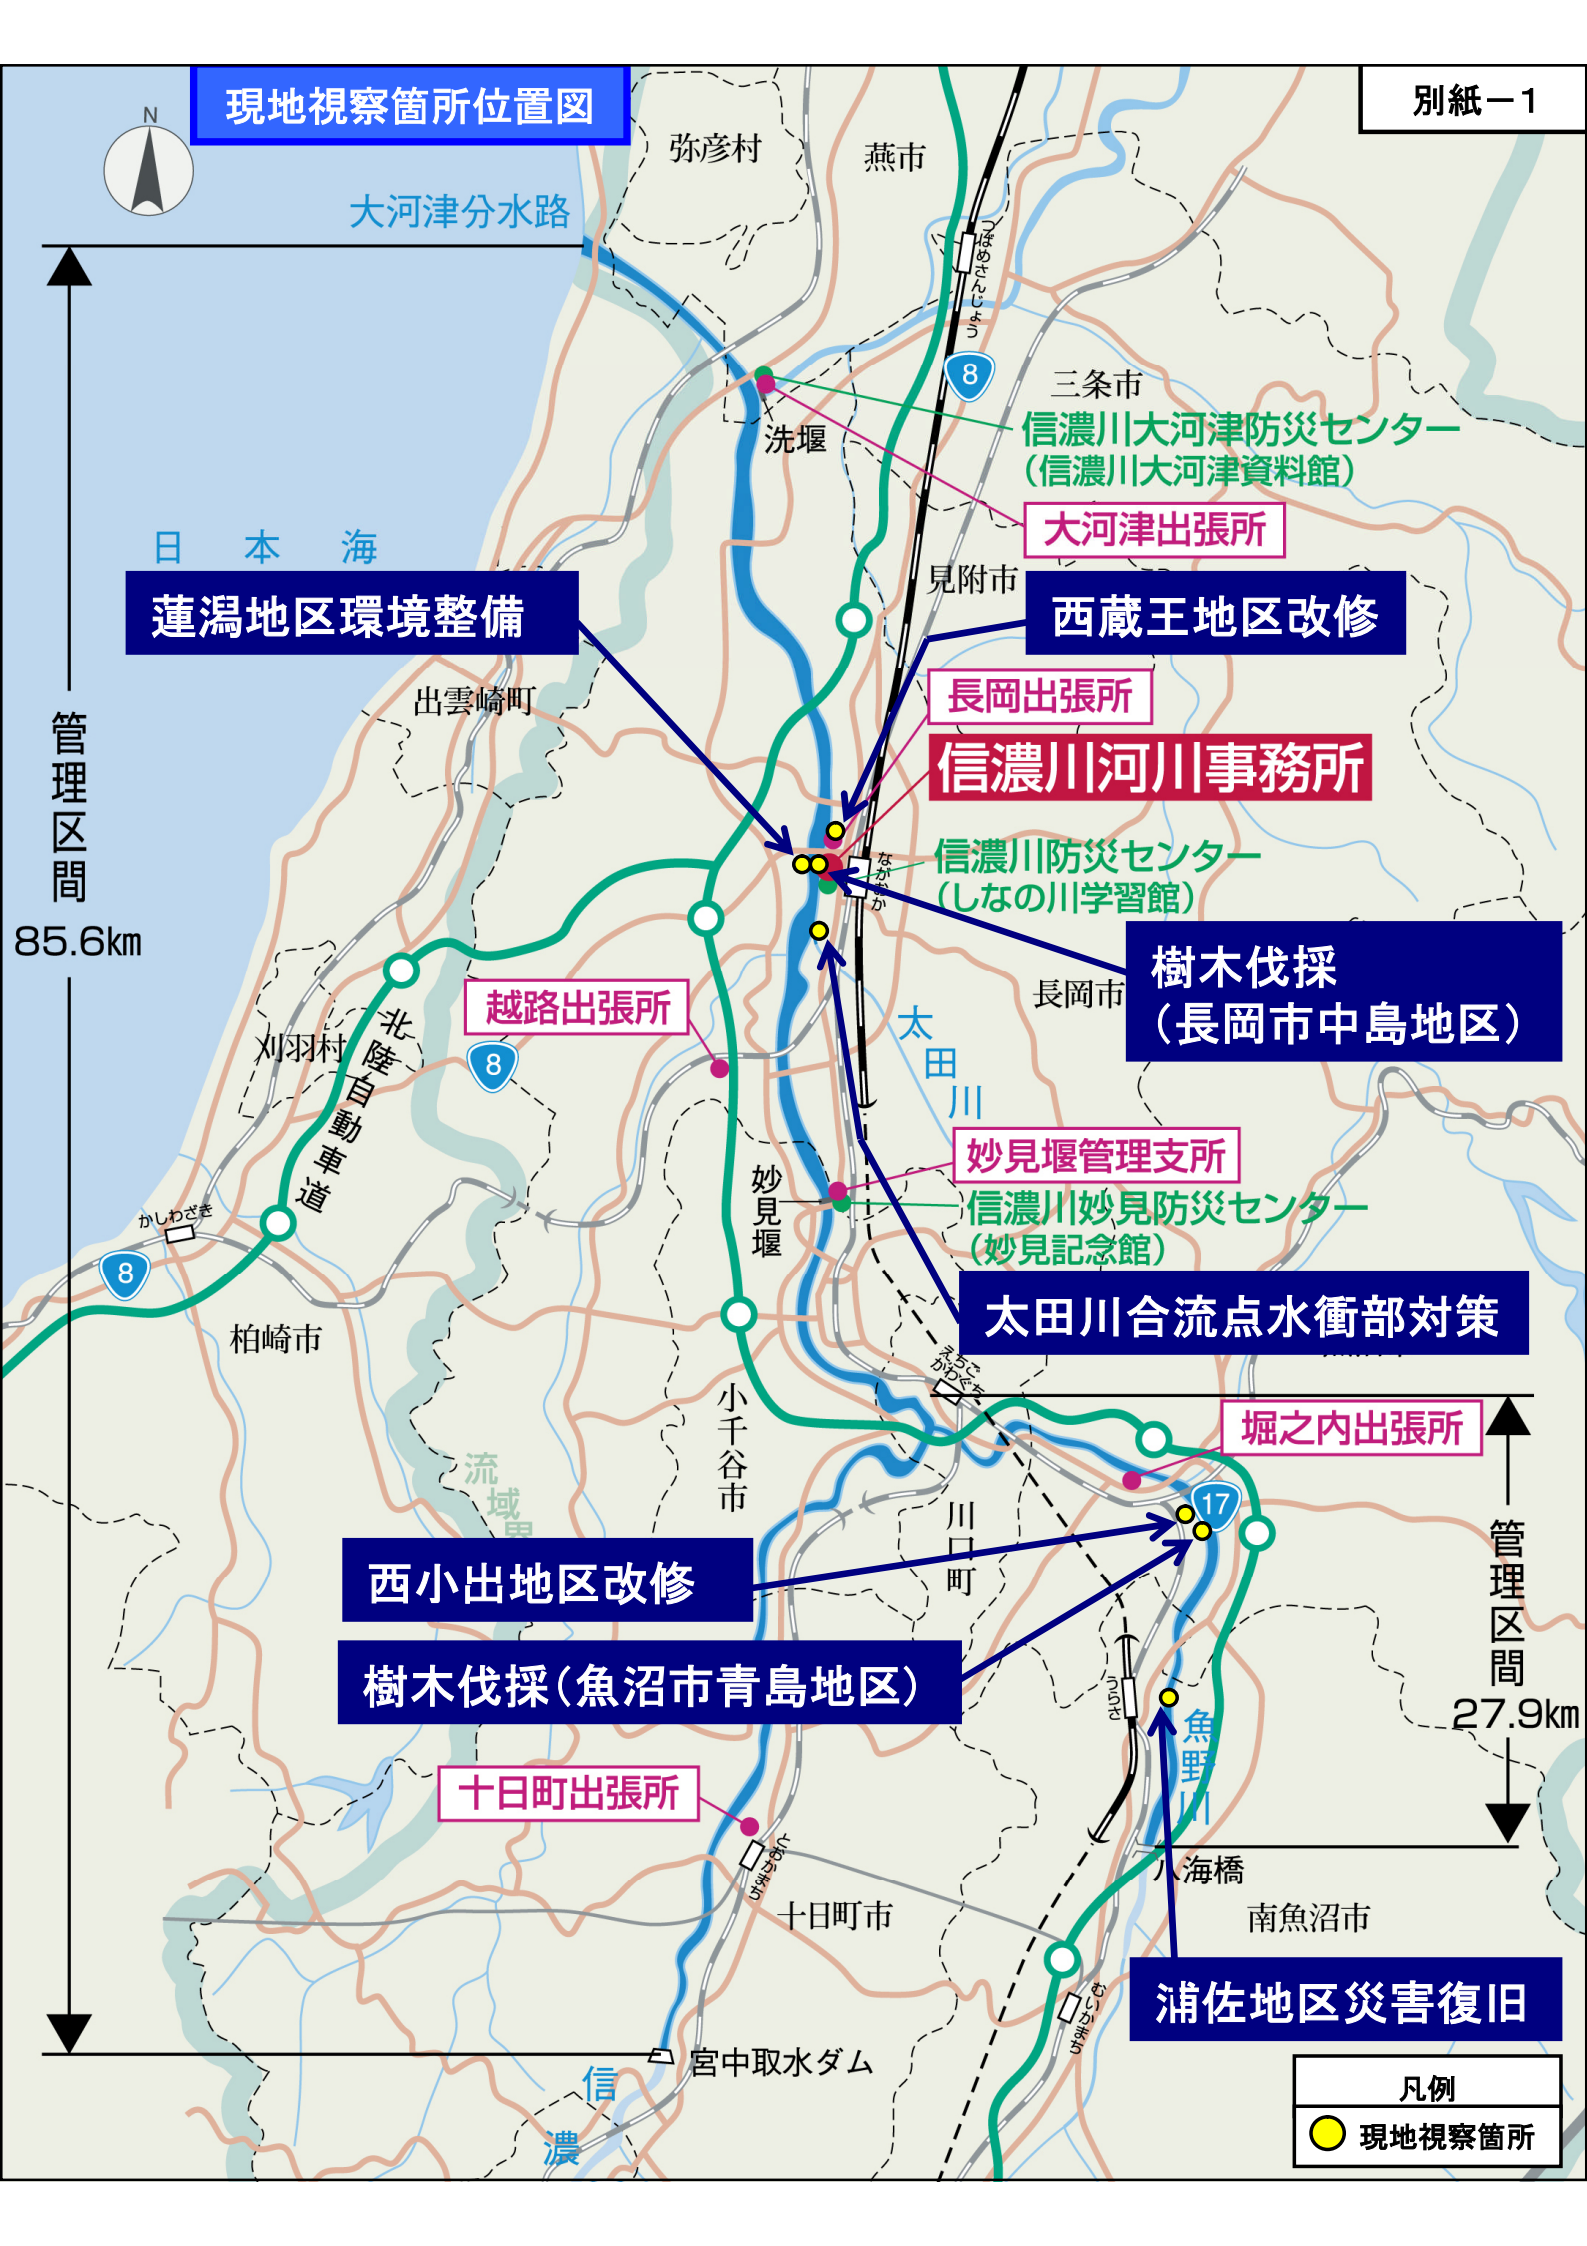 現地視察箇所位置図
別紙－1
N
弥彦村
燕市
大河津分水路
つばめさんじょう
8
三条市
信濃川大河津防災センター
（信濃川大河津資料館）
洗堰
大河津出張所
日本海
見附市
蓮潟地区環境整備
西蔵王地区改修
出雲崎町
長岡出張所
管理区間
85.6km
信濃川河川事務所
ながおか
信濃川防災センター
（しなの川学習館）
樹木伐採
（長岡市中島地区）
長岡市
越路出張所
太田川
刈羽村
北陸自動車道
8
妙見堰管理支所
妙見堰
信濃川妙見防災センター
（妙見記念館）
かしわざき
8
太田川合流点水衝部対策
柏崎市
えちご
かわぐち
小千谷市
堀之内出張所
流域界
17
川口町
管理区間
27.9km
西小出地区改修
樹木伐採（魚沼市青島地区）
うらさ
魚野川
十日町出張所
とおかまち
八海橋
十日町市
南魚沼市
浦佐地区災害復旧
むいかまち
宮中取水ダム
信濃
凡例
現地視察箇所